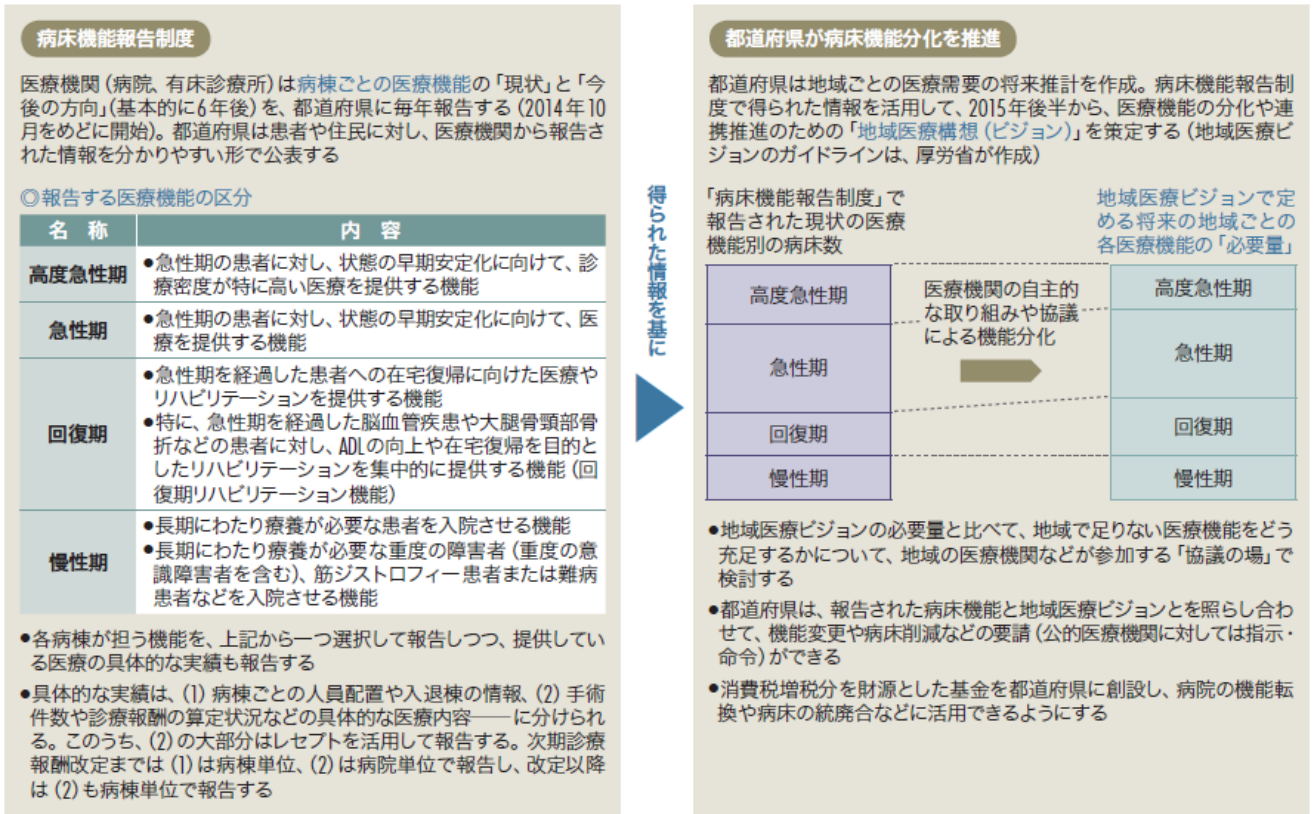 病床機能報告制度
医療機関（病院、有床診療所）は病棟ごとの医療機能の「現状」と「今
後の方向」（基本的に6年後）を、都道府県に毎年報告する（2014年10
月をめどに開始）。都道府県は患者や住民に対し、医療機関から報告さ
れた情報を分かりやすい形で公表する
◎報告する医療機能の区分
名　称　内　容
高度急性期
●急性期の患者に対し、状態の早期安定化に向けて、診
療密度が特に高い医療を提供する機能
急性期
●急性期の患者に対し、状態の早期安定化に向けて、医
療を提供する機能
回復期
●急性期を経過した患者への在宅復帰に向けた医療や
リハビリテーションを提供する機能
●特に、急性期を経過した脳血管疾患や大腿骨頸部骨
折などの患者に対し、ADLの向上や在宅復帰を目的と
したリハビリテーションを集中的に提供する機能（回
復期リハビリテーション機能）
慢性期
●長期にわたり療養が必要な患者を入院させる機能
●長期にわたり療養が必要な重度の障害者（重度の意
識障害者を含む）、筋ジストロフィー患者または難病
患者などを入院させる機能
●各病棟が担う機能を、上記から一つ選択して報告しつつ、提供してい
る医療の具体的な実績も報告する
●具体的な実績は、（1）病棟ごとの人員配置や入退棟の情報、（2）手術
件数や診療報酬の算定状況などの具体的な医療内容──に分けられ
る。このうち、（2）の大部分はレセプトを活用して報告する。次期診療
報酬改定までは（1）は病棟単位、（2）は病院単位で報告し、改定以降
は（2）も病棟単位で報告する
得られた情報を基に
都道府県が病床機能分化を推進
都道府県は地域ごとの医療需要の将来推計を作成。病床機能報告制
度で得られた情報を活用して、2015年後半から、医療機能の分化や連
携推進のための「地域医療構想（ビジョン）」を策定する（地域医療ビ
ジョンのガイドラインは、厚労省が作成）
「病床機能報告制度」で
報告された現状の医療
機能別の病床数
地域医療ビジョンで定
める将来の地域ごとの
各医療機能の「必要量」
高度急性期
急性期
回復期
慢性期
医療機関の自主的
な取り組みや協議
による機能分化
高度急性期
急性期
回復期
慢性期
●地域医療ビジョンの必要量と比べて、地域で足りない医療機能をどう
充足するかについて、地域の医療機関などが参加する「協議の場」で
検討する
●都道府県は、報告された病床機能と地域医療ビジョンとを照らし合わ
せて、機能変更や病床削減などの要請（公的医療機関に対しては指示・
命令）ができる
●消費税増税分を財源とした基金を都道府県に創設し、病院の機能転
換や病床の統廃合などに活用できるようにする